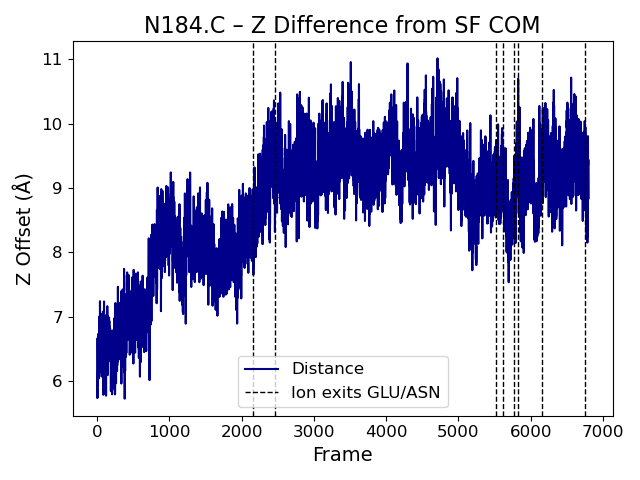 N184.C – Z Difference from SF COM
11
10
9
8
7
6
Z Offset (Å)
Distance
Ion exits GLU/ASN
0 1000 2000 3000 4000 5000 6000 7000
Frame